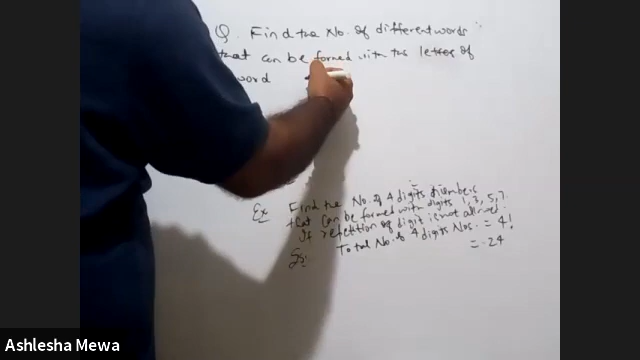 Q. Find the No. of different words
that can be formed with the letters of
word
Ex Find the No. of 4 digits numbers
that can be formed with digits 1, 3, 5, 7.
If repetition of digit is not allowed.
Total No. of 4 digits Nos. = 4!
= 24
Ashlesha Mewa